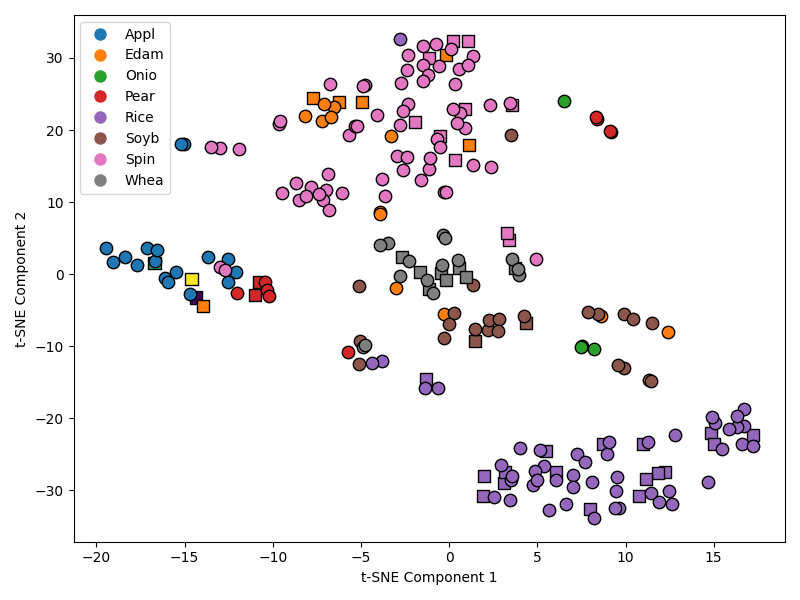 Appl
Edam
Onio
Pear
Rice
Soyb
Spin
Whea
t-SNE Component 2
30
20
10
0
−10
−20
−30
−20 −15 −10 −5 0 5 10 15
t-SNE Component 1